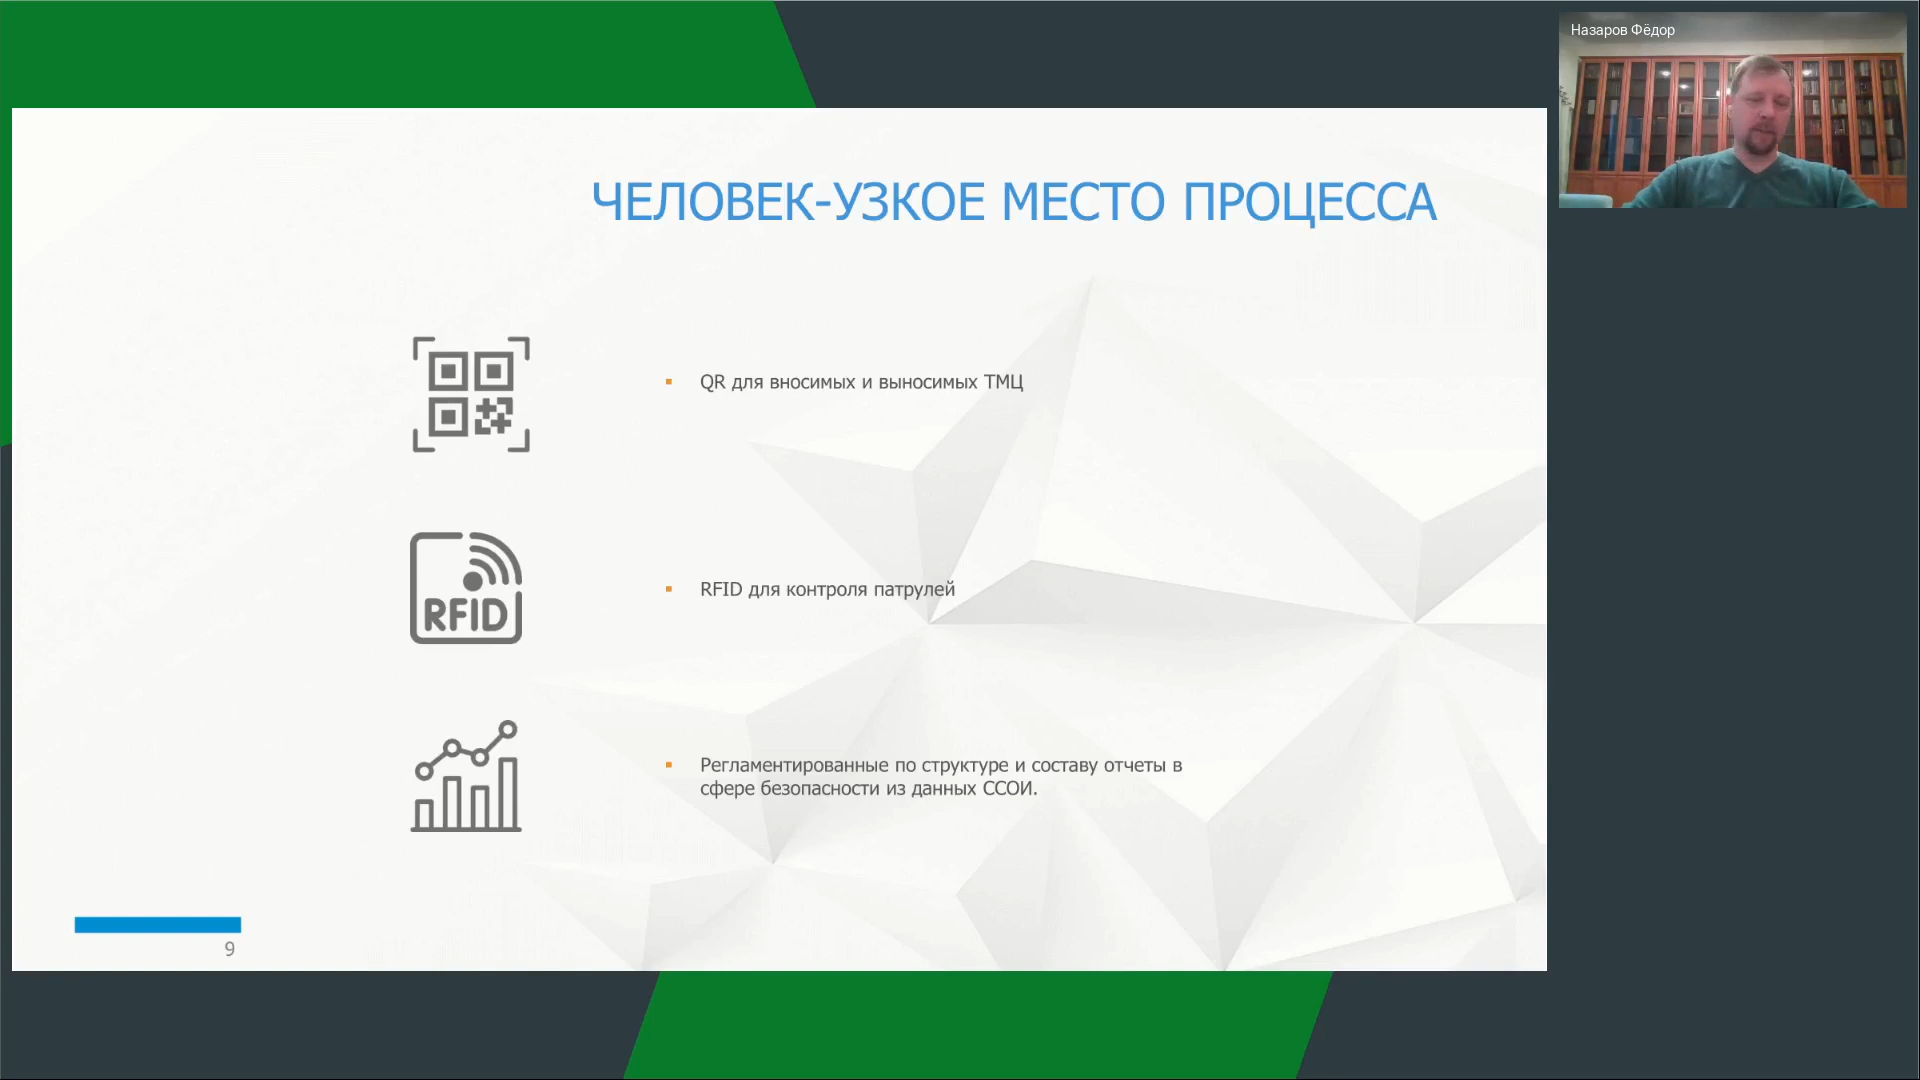 Назаров Фёдор
ЧЕЛОВЕК-УЗКОЕ МЕСТО ПРОЦЕССА
QR для вносимых и выносимых ТМЦ
RFID
RFID для контроля патрулей
Регламентированные по структуре и составу отчеты в
сфере безопасности из данных ССОИ.
9